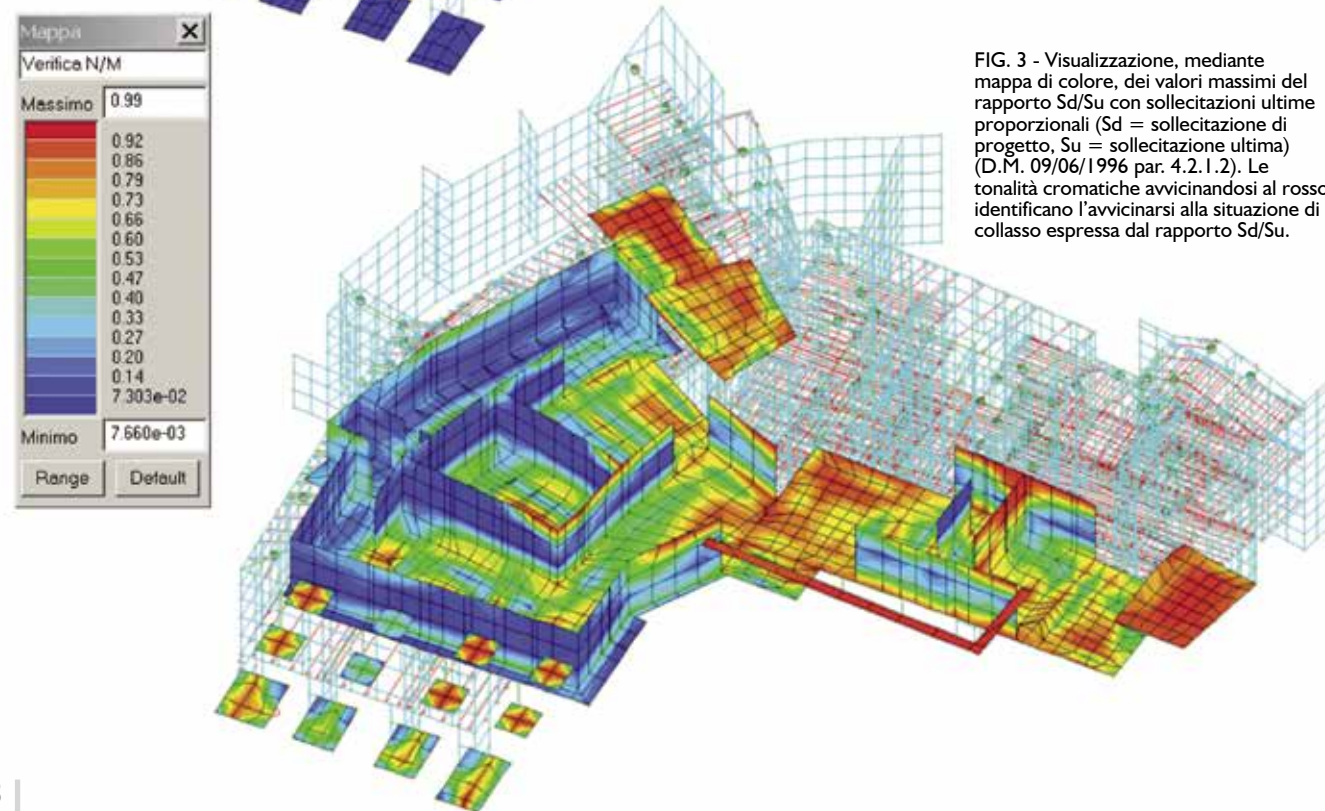 Mappa
Verifica N/M
Massimo 0.99
0.92
0.86
0.79
0.73
0.66
0.60
0.53
0.47
0.40
0.33
0.27
0.20
0.14
7.303e-02
Minimo 7.660e-03
Range Default
FIG. 3 - Visualizzazione, mediante
mappa di colore, dei valori massimi del
rapporto Sd/Su con sollecitazioni ultime
proporzionali (Sd = sollecitazione di
progetto, Su = sollecitazione ultima)
(D.M. 09/06/1996 par. 4.2.1.2). Le
tonalità cromatiche avvicinandosi al rosso
identificano l'avvicinarsi alla situazione di
collasso espressa dal rapporto Sd/Su.